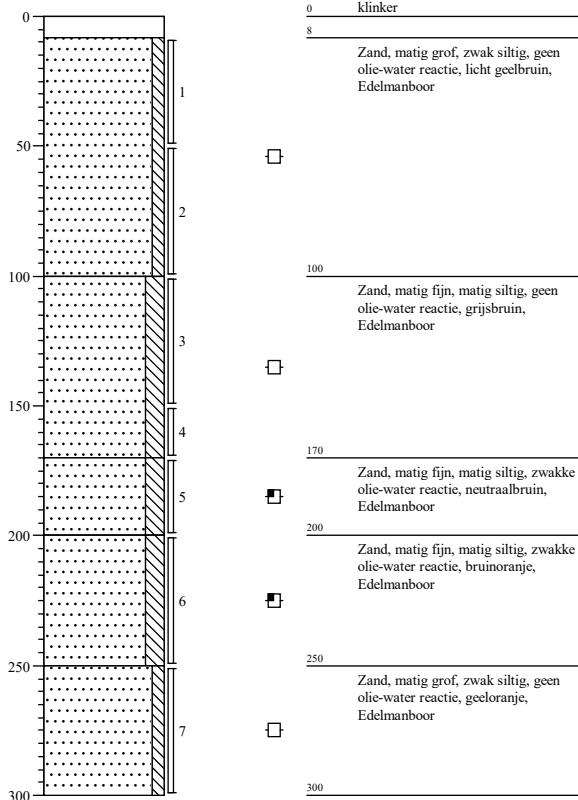 0
50
100
150
200
250
300
1
2
3
4
5
6
7
0 klinker
8
Zand, matig grof, zwak siltig, geen
olie-water reactie, licht geelbruin,
Edelmanboor
100
Zand, matig fijn, matig siltig, geen
olie-water reactie, grijsbruin,
Edelmanboor
170
Zand, matig fijn, matig siltig, zwakke
olie-water reactie, neutraalbruin,
Edelmanboor
200
Zand, matig fijn, matig siltig, zwakke
olie-water reactie, bruinoranje,
Edelmanboor
250
Zand, matig grof, zwak siltig, geen
olie-water reactie, geeloranje,
Edelmanboor
300